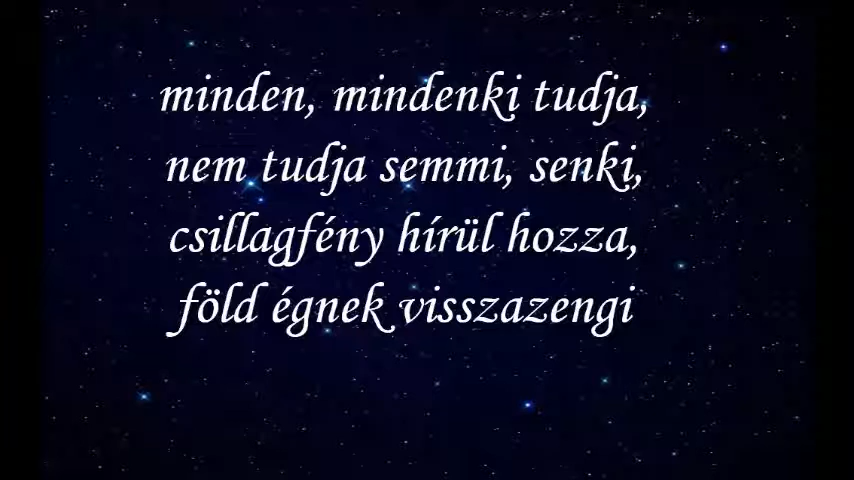 minden, mindenki tudja,
nem tudja semmi, senki,
csillagfény hírül hozza,
föld égnek visszazengi